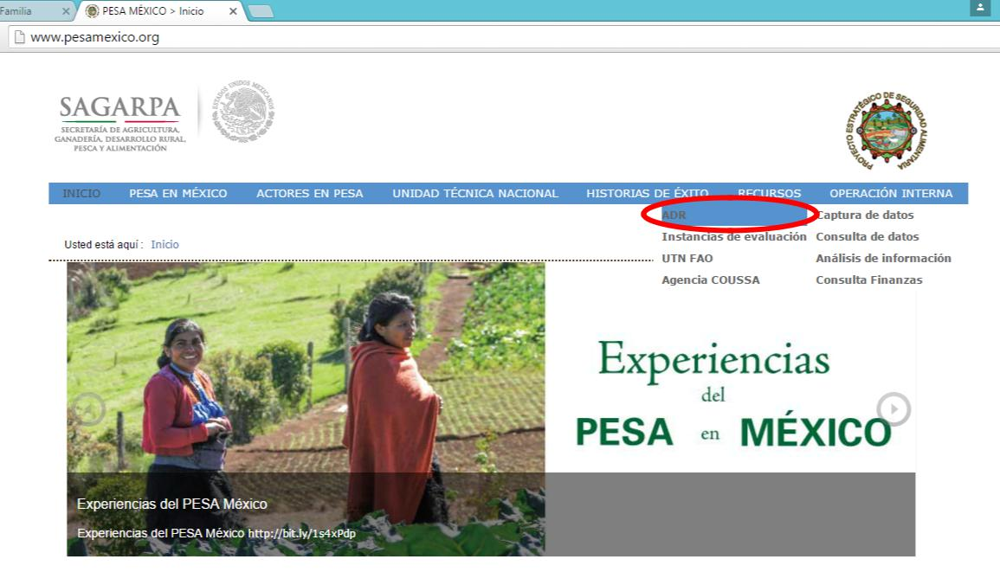 Familia
PESA MÉXICO > Inicio
www.pesamexico.org
SAGARPA
SECRETARÍA DE AGRICULTURA,
GANADERÍA, DESARROLLO RURAL,
PESCA Y ALIMENTACIÓN
ESTADOS UNIDOS MEXICANOS
PROYECTO ESTRATÉGICO DE SEGURIDAD ALIMENTARIA
INICIO PESA EN MÉXICO ACTORES EN PESA UNIDAD TÉCNICA NACIONAL HISTORIAS DE ÉXITO RECURSOS OPERACIÓN INTERNA
ADR Captura de datos
Instancias de evaluación Consulta de datos
UTN FAO Análisis de información
Agencia COUSSA Consulta Finanzas
Usted está aquí : Inicio
Experiencias
del
PESA en MÉXICO
Experiencias del PESA México
Experiencias del PESA México http://bit.ly/1s4xPdp